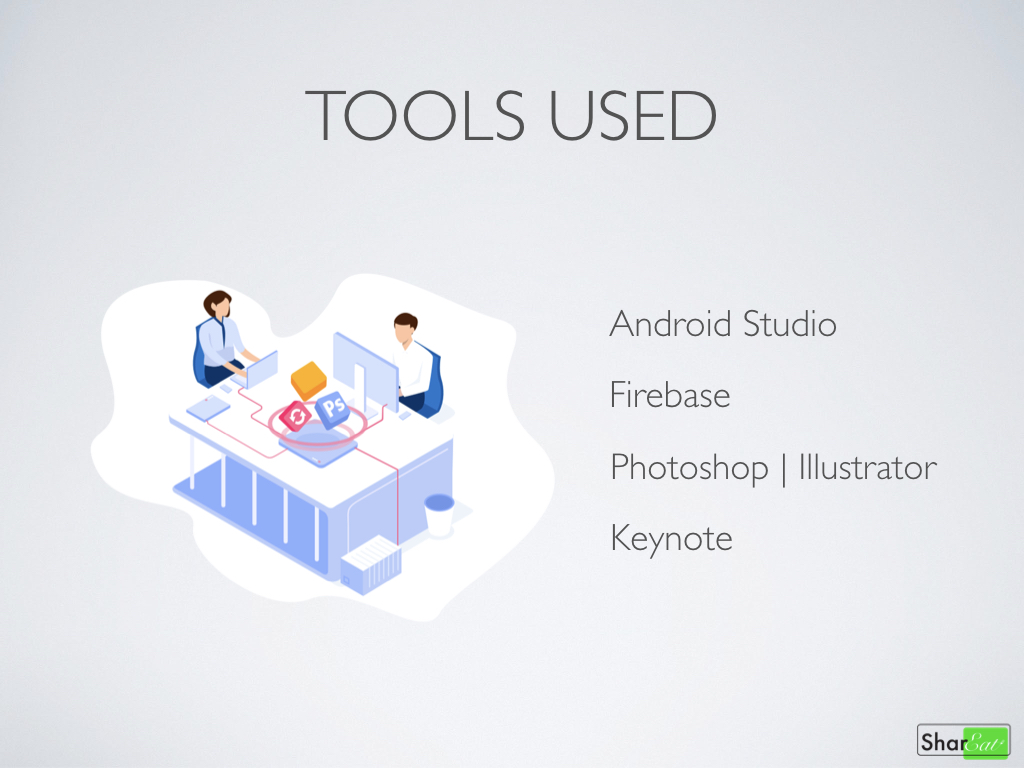 TOOLS USED
Android Studio
Firebase
Photoshop | Illustrator
Keynote
Ps
SharEat